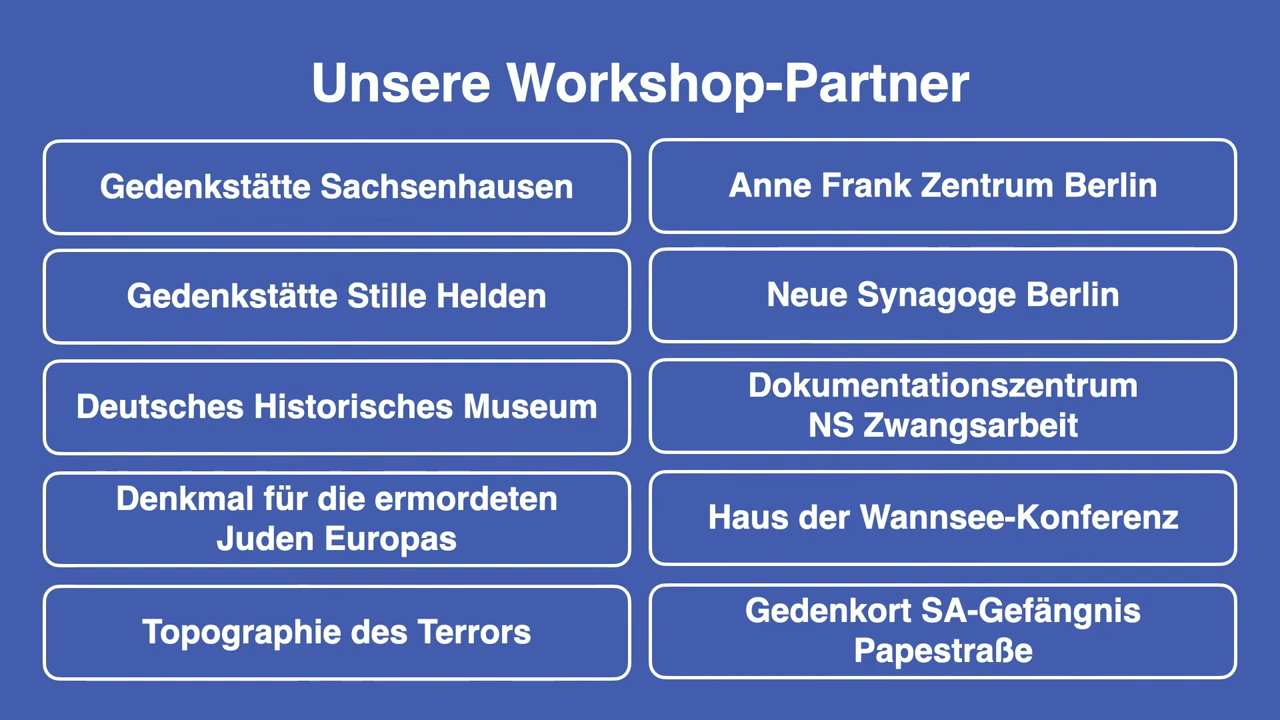 Unsere Workshop-Partner
Gedenkstätte Sachsenhausen
Anne Frank Zentrum Berlin
Gedenkstätte Stille Helden
Neue Synagoge Berlin
Deutsches Historisches Museum
Dokumentationszentrum
NS Zwangsarbeit
Denkmal für die ermordeten
Juden Europas
Haus der Wannsee-Konferenz
Topographie des Terrors
Gedenkort SA-Gefängnis
Papestraße